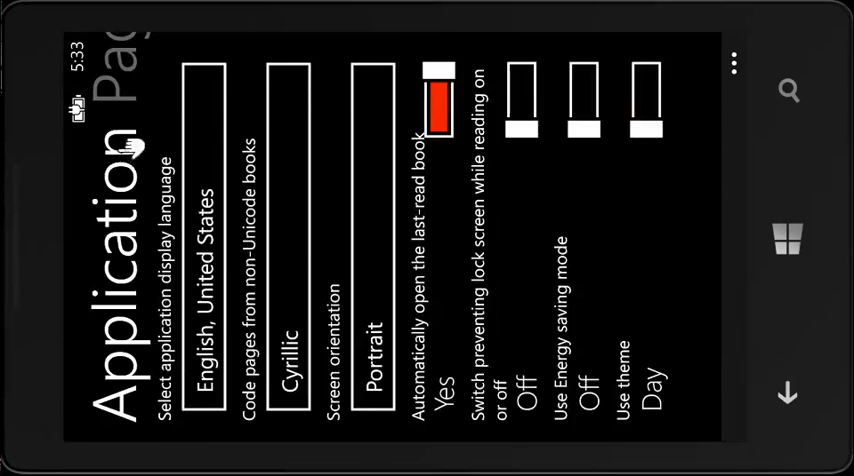 5:33
Application Pag
Select application display language
English, United States
Code pages from non-Unicode books
Cyrillic
Screen orientation
Portrait
Automatically open the last-read book
Yes
Switch preventing lock screen while reading on
or off
Off
Use Energy saving mode
Off
Use theme
Day